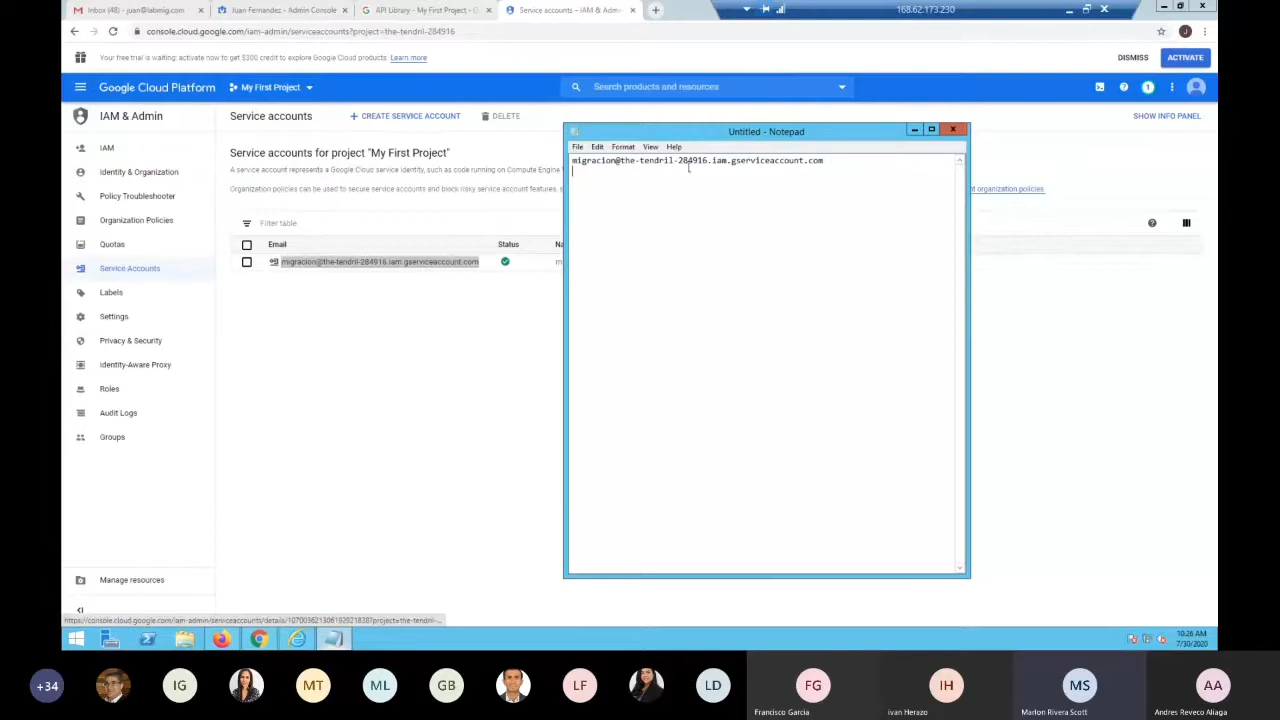 Inbox (48) - juan@labmig.co
Juan Fernandez - Admin Console
API Library - My First Project - G
Service accounts – IAM & Admin
168.62.173.230
console.cloud.google.com/iam-admin/serviceaccounts?project=the-tendril-284916
J
Your free trial is waiting: activate now to get $300 credit to explore Google Cloud products. Learn more
DISMISS
ACTIVATE
Google Cloud Platform
My First Project
Search products and resources
1
IAM & Admin
Service accounts
CREATE SERVICE ACCOUNT
DELETE
SHOW INFO PANEL
Untitled - Notepad
File Edit Format View Help
migracion@the-tendril-284916.iam.gserviceaccount.com
IAM
Identity & Organization
Policy Troubleshooter
Organization Policies
Quotas
Service Accounts
Labels
Settings
Privacy & Security
Identity-Aware Proxy
Roles
Audit Logs
Groups
Manage resources
Service accounts for project "My First Project"
A service account represents a Google Cloud service identity, such as code running on Compute Engine
Organization policies can be used to secure service accounts and block risky service account features, organization policies.
Filter table
Email Status
migracion@the-tendril-284916.iam.gserviceaccount.com
10:26 AM
7/30/2020
+34
IG
MT
ML
GB
LF
LD
FG
Francisco Garcia
IH
ivan Herazo
MS
Marlon Rivera Scott
AA
Andres Reveco Aliaga